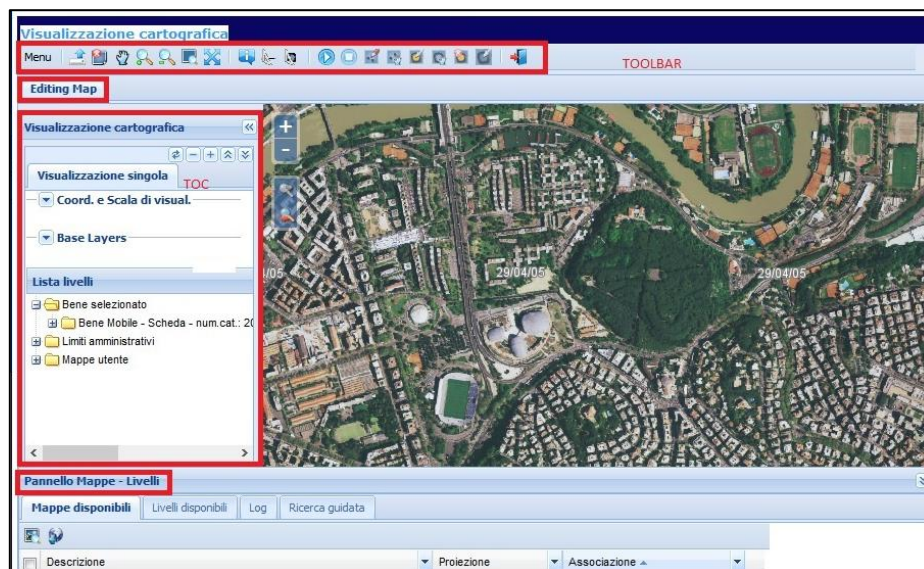 Visualizzazione cartografica
Menu
TOOLBAR
Editing Map
Visualizzazione cartografica
Visualizzazione singola
TOC
Coord. e Scala di visual.
Base Layers
Lista livelli
Bene selezionato
Bene Mobile - Scheda - num.cat.: 20
Limiti amministrativi
Mappe utente
/05
29/04/05
29/04/05
Pannello Mappe - Livelli
Mappe disponibili Livelli disponibili Log Ricerca guidata
Descrizione Proiezione Associazione